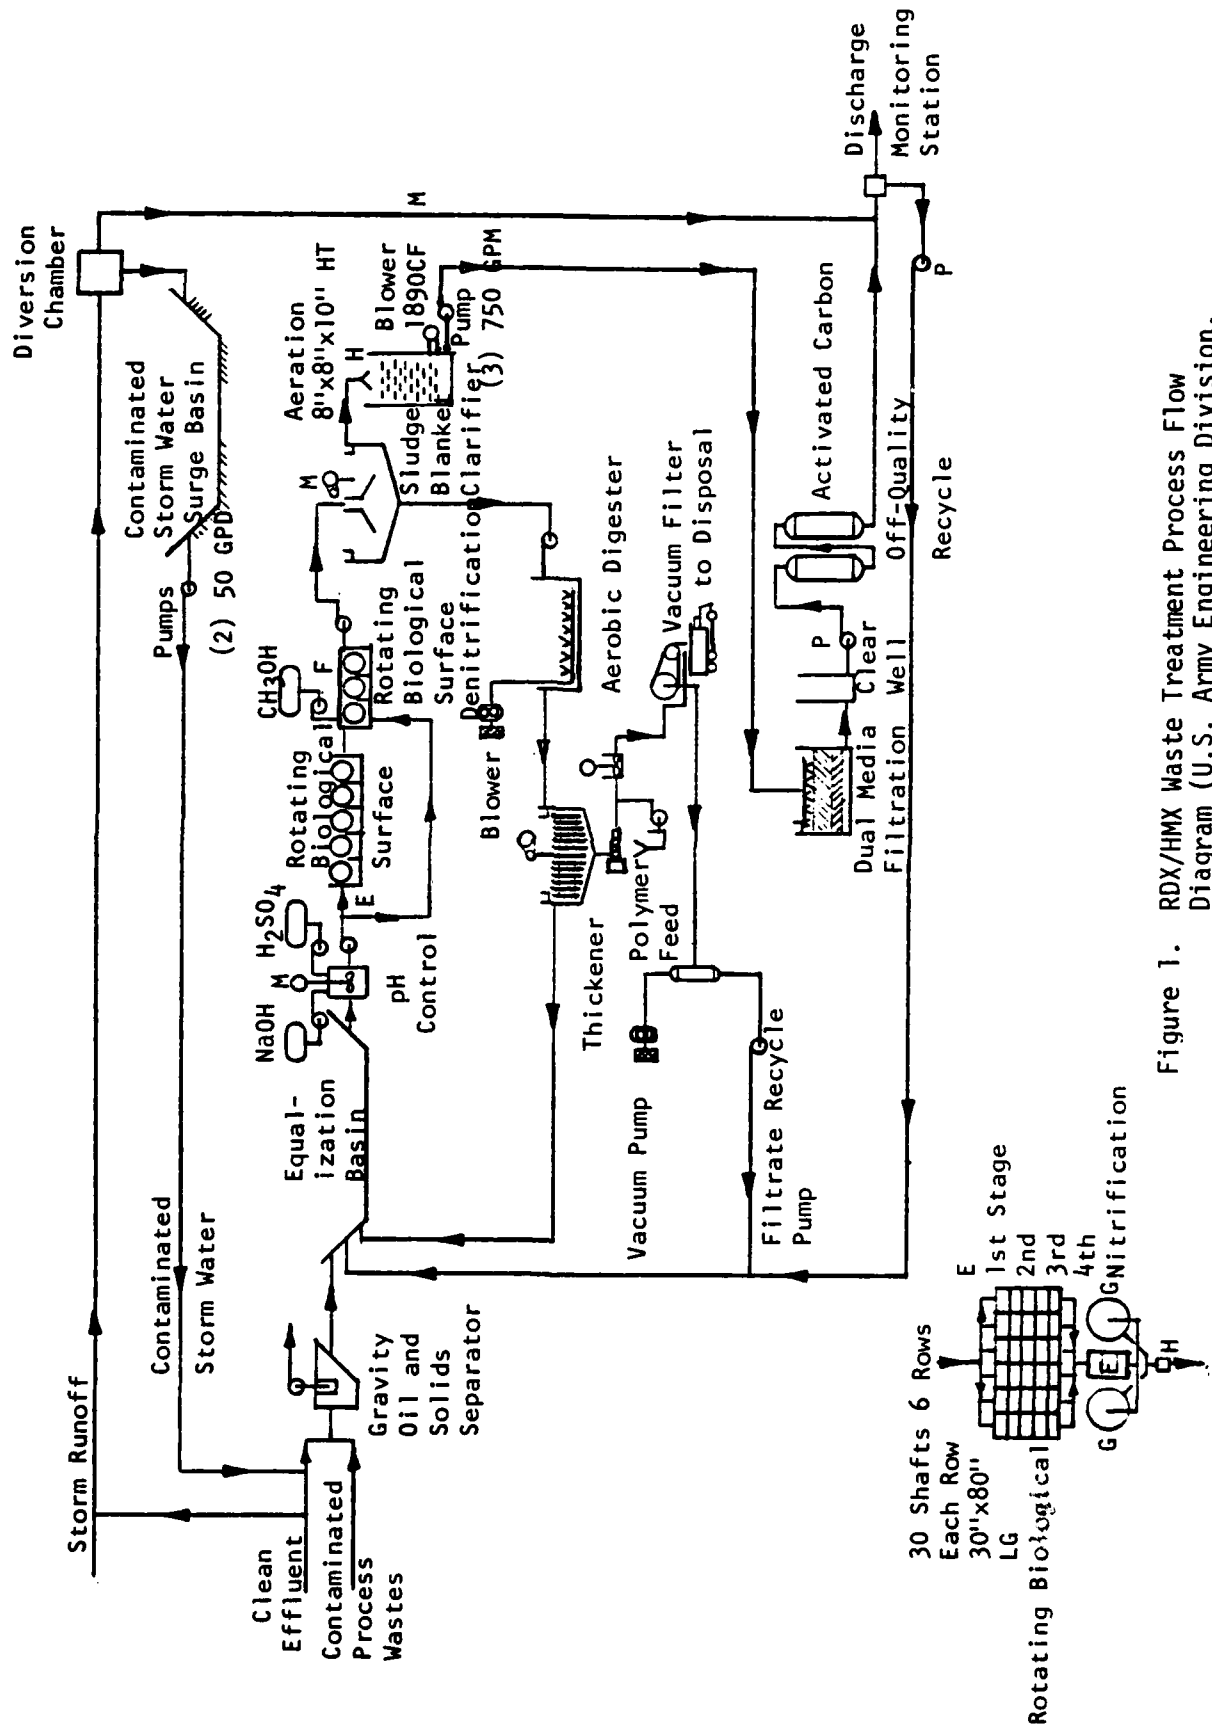 Storm Runoff
Diversion
Chamber
Contaminated
Storm Water
Contaminated
Storm Water
Surge Basin
Pumps
(2) 50 GPD
M
Clean
Effluent
Contaminated
Process
Wastes
Gravity
Oil and
Solids
Separator
Equal-
ization
Basin
NaOH
M
H2SO4
pH
Control
E
Rotating
Biological
Surface
CH3OH
F
Rotating
Biological
Surface
Denitrification
M
Sludge
Blanket
Clarifier
Aeration
8"x8"x10" HT
H
Blower
1890CF
Pump
(3) 750 GPM
Blower
Aerobic Digester
Thickener
Polymer
Feed
Vacuum Filter
to Disposal
Vacuum Pump
Filtrate Recycle
Pump
Dual Media
Filtration
Clear
Well
P
Activated Carbon
Off-Quality
Recycle
P
Discharge
Monitoring
Station
30 Shafts 6 Rows
Each Row
30"x80"
LG
Rotating Biological
E
1st Stage
2nd
3rd
4th
Nitrification
G
G
E
H
Figure 1. RDX/HMX Waste Treatment Process Flow
Diagram (U.S. Army Engineering Division,